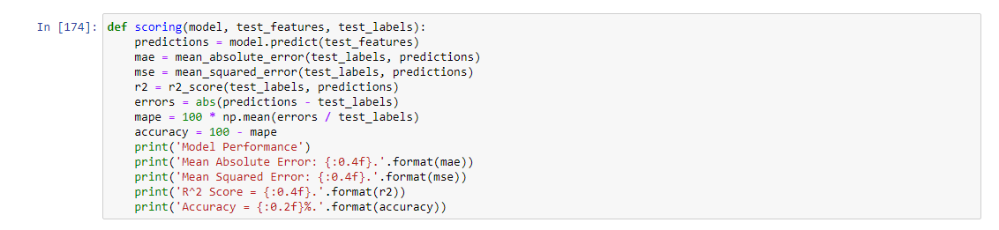 In [174]: def scoring(model, test_features, test_labels):
    predictions = model.predict(test_features)
    mae = mean_absolute_error(test_labels, predictions)
    mse = mean_squared_error(test_labels, predictions)
    r2 = r2_score(test_labels, predictions)
    errors = abs(predictions - test_labels)
    mape = 100 * np.mean(errors / test_labels)
    accuracy = 100 - mape
    print('Model Performance')
    print('Mean Absolute Error: {:0.4f}.'.format(mae))
    print('Mean Squared Error: {:0.4f}.'.format(mse))
    print('R^2 Score = {:0.4f}.'.format(r2))
    print('Accuracy = {:0.2f}%.'.format(accuracy))